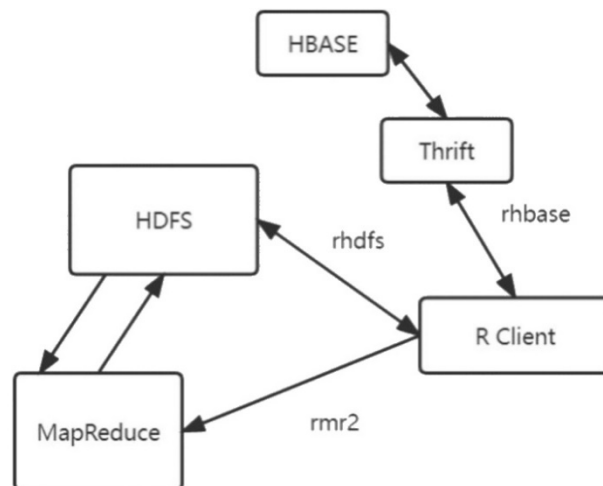 HBASE
Thrift
HDFS
rhdfs
rhbase
R Client
MapReduce
rmr2